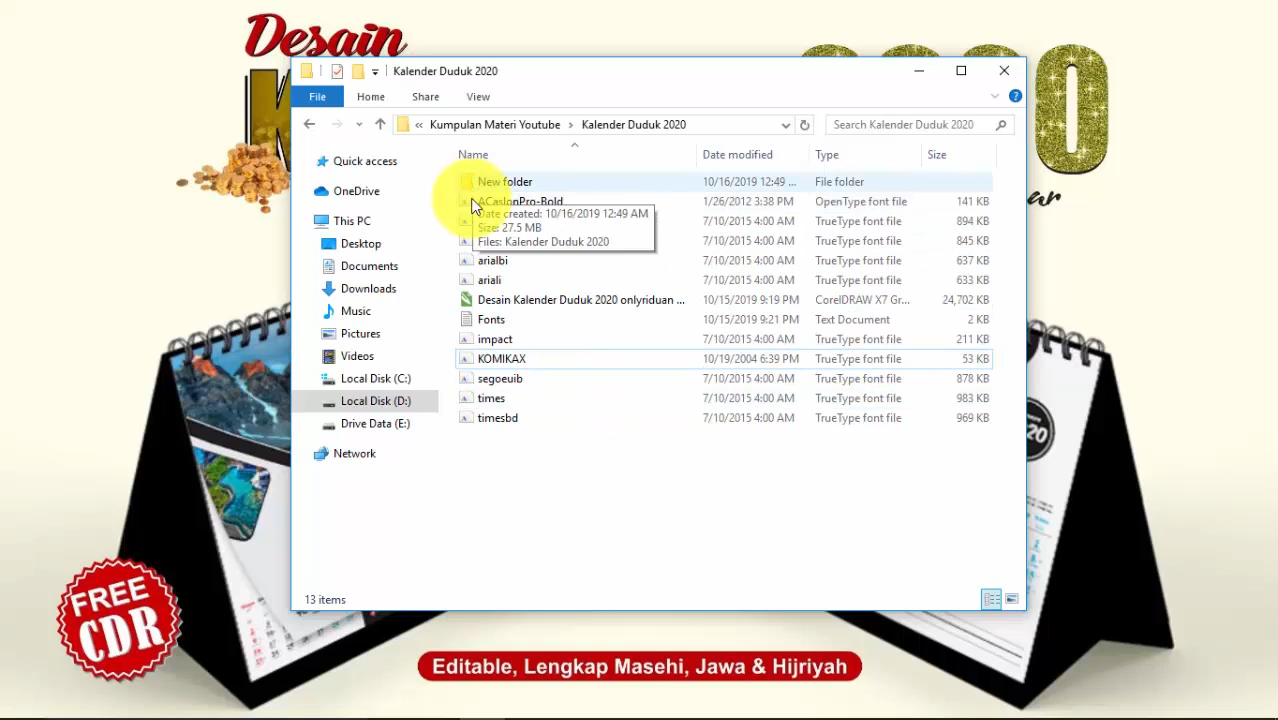 Desain
Kalender Duduk 2020
File Home Share View
« Kumpulan Materi Youtube > Kalender Duduk 2020
Search Kalender Duduk 2020
Name Date modified Type Size
Quick access
OneDrive
This PC
Desktop
Documents
Downloads
Music
Pictures
Videos
Local Disk (C:)
Local Disk (D:)
Drive Data (E:)
Network
New folder 10/16/2019 12:49 ... File folder
ACaslonPro-Bold 1/26/2012 3:38 PM OpenType font file 141 KB
Date created: 10/16/2019 12:49 AM
Size: 27.5 MB
Files: Kalender Duduk 2020
7/10/2015 4:00 AM TrueType font file 894 KB
7/10/2015 4:00 AM TrueType font file 845 KB
arialbi 7/10/2015 4:00 AM TrueType font file 637 KB
ariali 7/10/2015 4:00 AM TrueType font file 633 KB
Desain Kalender Duduk 2020 onlyriduan ... 10/15/2019 9:19 PM CorelDRAW X7 Gr... 24,702 KB
Fonts 10/15/2019 9:21 PM Text Document 2 KB
impact 7/10/2015 4:00 AM TrueType font file 211 KB
KOMIKAX 10/19/2004 6:39 PM TrueType font file 53 KB
segoeuib 7/10/2015 4:00 AM TrueType font file 878 KB
times 7/10/2015 4:00 AM TrueType font file 983 KB
timesbd 7/10/2015 4:00 AM TrueType font file 969 KB
13 items
FREE
CDR
Editable, Lengkap Masehi, Jawa & Hijriyah